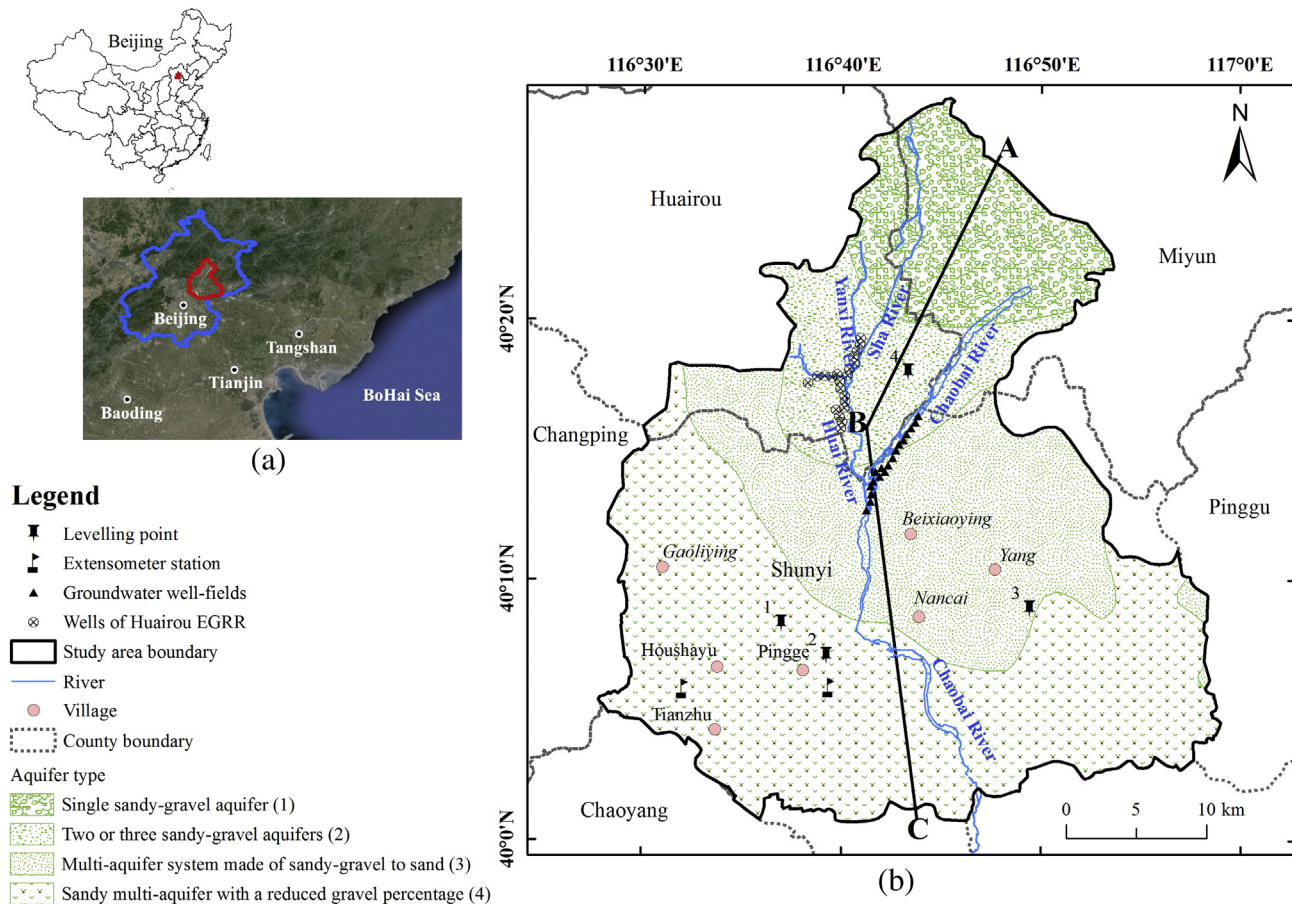 Beijing
Beijing
Tangshan
Tianjin
Baoding
BoHai Sea
(a)
Legend
Levelling point
Extensometer station
Groundwater well-fields
Wells of Huairou EGRR
Study area boundary
River
Village
County boundary
Aquifer type
Single sandy-gravel aquifer (1)
Two or three sandy-gravel aquifers (2)
Multi-aquifer system made of sandy-gravel to sand (3)
Sandy multi-aquifer with a reduced gravel percentage (4)
116°30'E
116°40'E
116°50'E
117°0'E
40°20'N
40°10'N
40°0'N
N
A
Huairou
Miyun
Yanxi River
Sha River
Chaobai River
4
B
Changping
Huai River
Pinggu
Beixiaoying
Gaoliying
Shunyi
Yang
Nancai
3
1
2
Houshayu
Pingge
Tianzhu
Chaobai River
Chaoyang
C
0 5 10 km
(b)